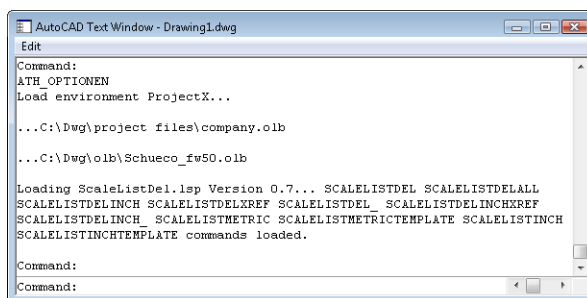 AutoCAD Text Window - Drawing1.dwg
Edit
Command:
ATH_OPTIONEN
Load environment ProjectX...
...C:\Dwg\project files\company.olb
...C:\Dwg\olb\Schueco_fw50.olb
Loading ScaleListDel.lsp Version 0.7... SCALELISTDEL SCALELISTDELALL
SCALELISTDELINCH SCALELISTDELXREF SCALELISTDEL_ SCALELISTDELINCHXREF
SCALELISTDELINCH_ SCALELISTMETRIC SCALELISTMETRICTEMPLATE SCALELISTINCH
SCALELISTINCHTEMPLATE commands loaded.
Command:
Command: